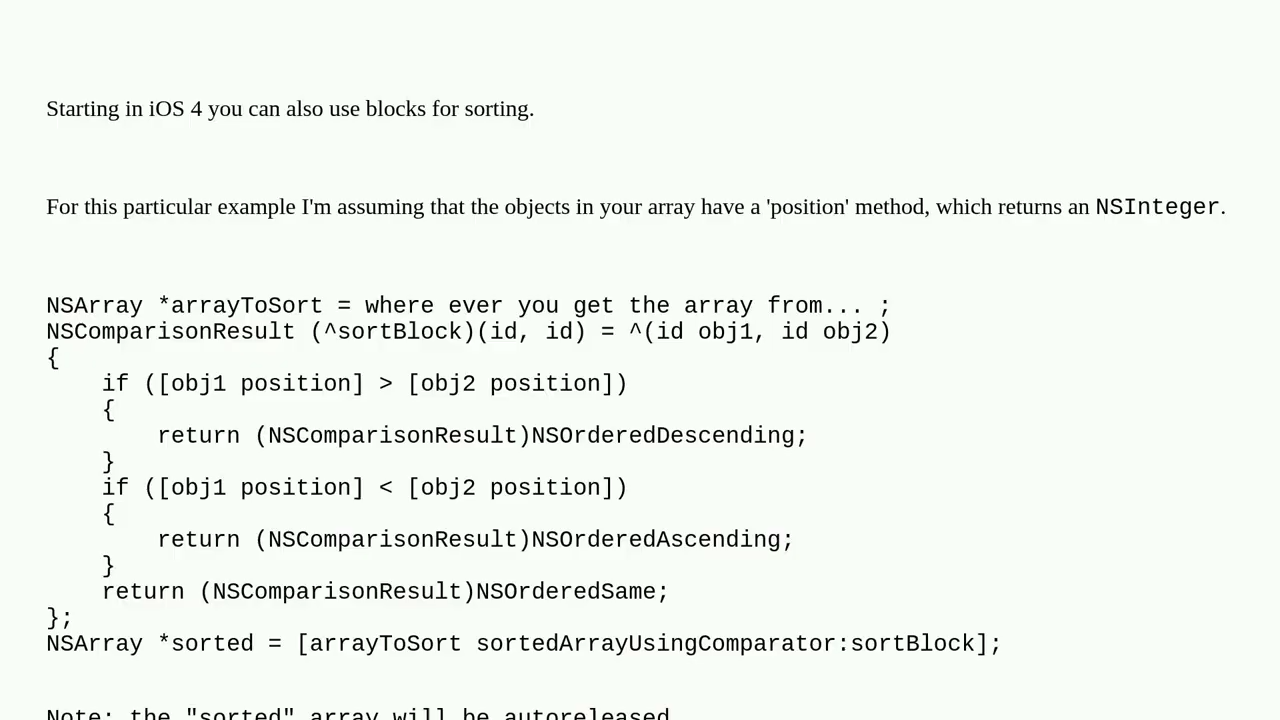 Starting in iOS 4 you can also use blocks for sorting.
For this particular example I'm assuming that the objects in your array have a 'position' method, which returns an NSInteger.
NSArray *arrayToSort = where ever you get the array from... ;
NSComparisonResult (^sortBlock)(id, id) = ^(id obj1, id obj2)
{
    if ([obj1 position] > [obj2 position])
    {
        return (NSComparisonResult)NSOrderedDescending;
    }
    if ([obj1 position] < [obj2 position])
    {
        return (NSComparisonResult)NSOrderedAscending;
    }
    return (NSComparisonResult)NSOrderedSame;
};
NSArray *sorted = [arrayToSort sortedArrayUsingComparator:sortBlock];
Note: the "sorted" array will be autoreleased.